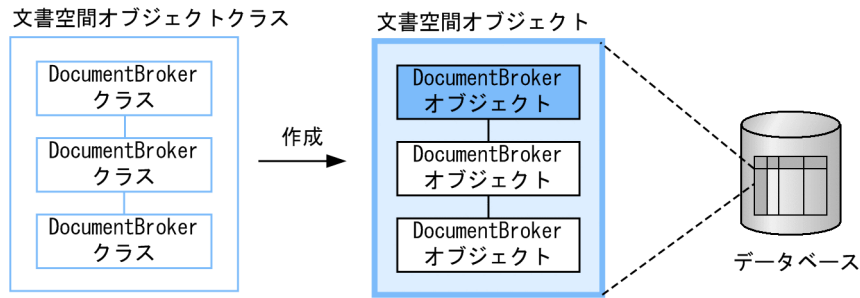 文書空間オブジェクトクラス
DocumentBroker
クラス
DocumentBroker
クラス
DocumentBroker
クラス
作成
文書空間オブジェクト
DocumentBroker
オブジェクト
DocumentBroker
オブジェクト
DocumentBroker
オブジェクト
データベース